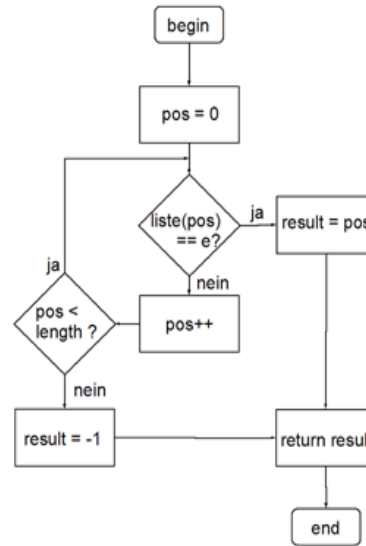 begin
pos = 0
liste(pos)
== e?
ja
result = pos
nein
ja
pos <
length ?
pos++
nein
result = -1
return result
end